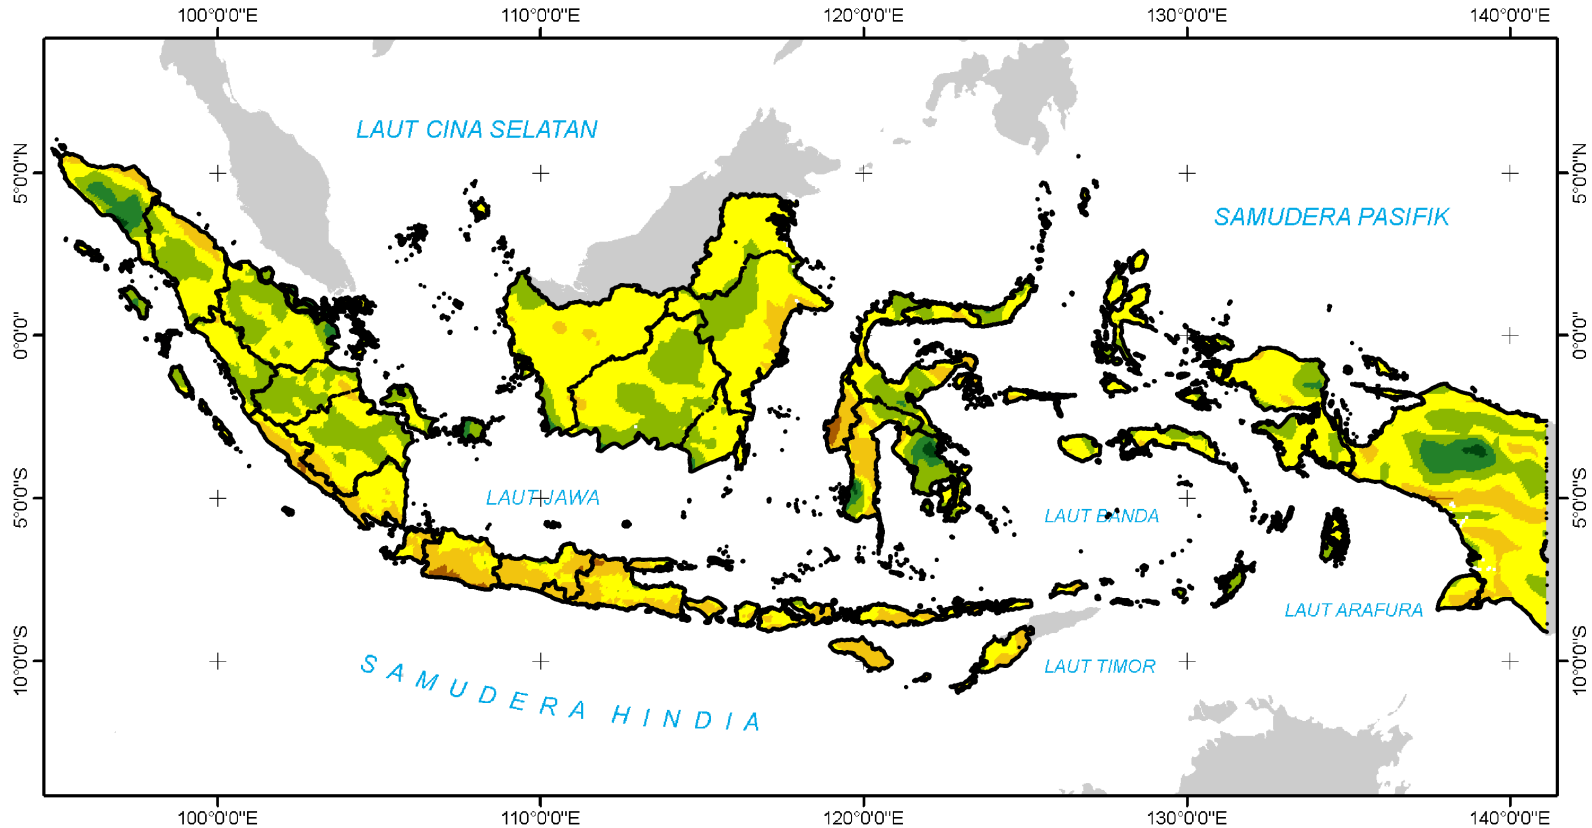 100°0'0"E 110°0'0"E 120°0'0"E 130°0'0"E 140°0'0"E
LAUT CINA SELATAN
5°0'0"N 5°0'0"N
SAMUDERA PASIFIK
0°0'0" 0°0'0"
5°0'0"S LAUT JAWA 5°0'0"S
LAUT BANDA
LAUT ARAFURA
10°0'0"S LAUT TIMOR 10°0'0"S
SAMUDERA HINDIA
100°0'0"E 110°0'0"E 120°0'0"E 130°0'0"E 140°0'0"E